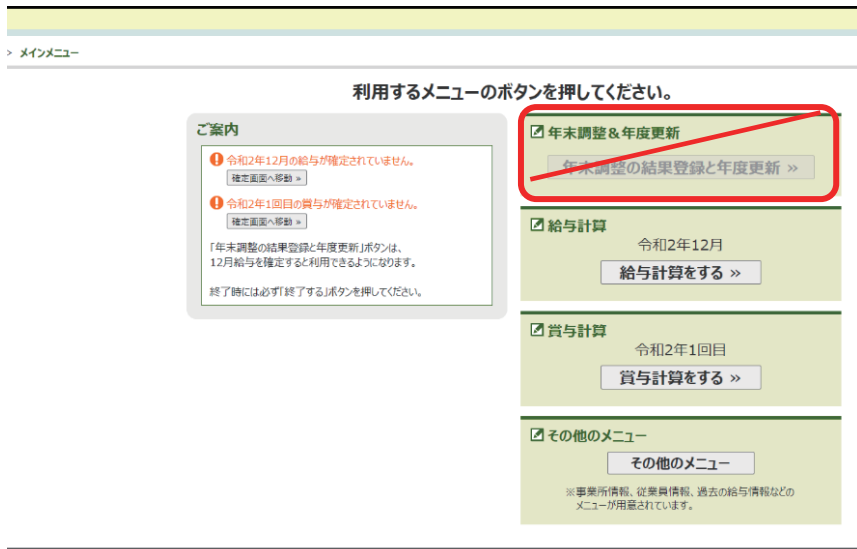 > メインメニュー
利用するメニューのボタンを押してください。
ご案内
令和2年12月の給与が確定されていません。
確定画面へ移動 »
令和2年1回目の賞与が確定されていません。
確定画面へ移動 »
「年末調整の結果登録と年度更新」ボタンは、
12月給与を確定すると利用できるようになります。
終了時には必ず「終了する」ボタンを押してください。
年末調整&年度更新
年末調整の結果登録と年度更新 »
給与計算
令和2年12月
給与計算をする »
賞与計算
令和2年1回目
賞与計算をする »
その他のメニュー
その他のメニュー
※事業所情報、従業員情報、過去の給与情報などの
メニューが用意されています。